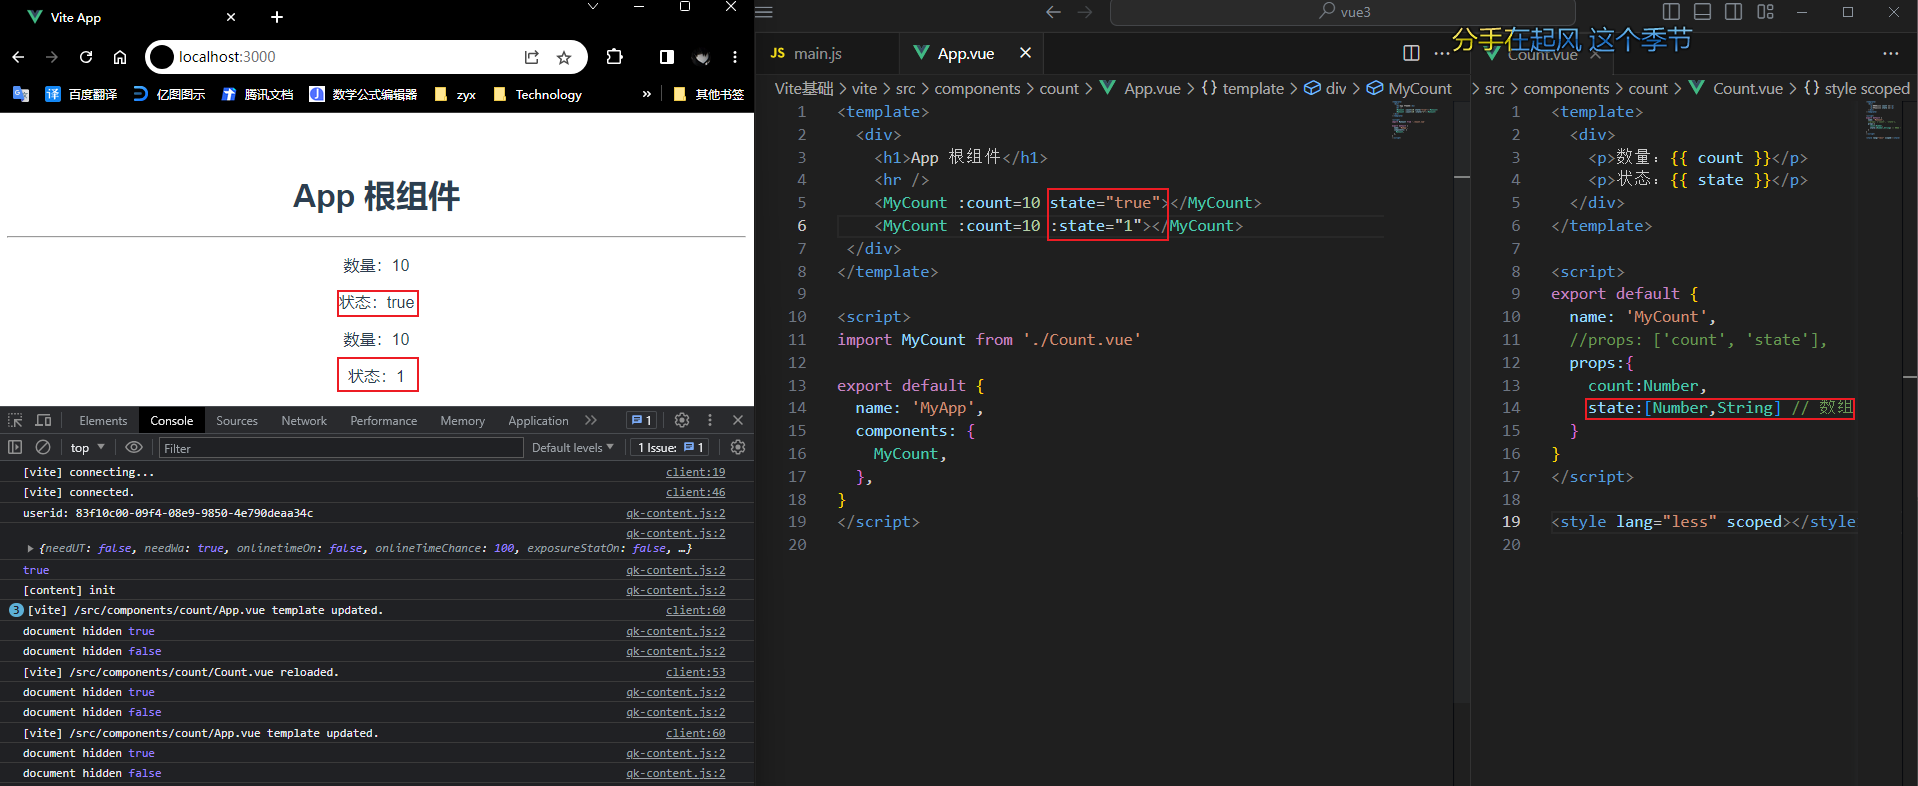 Vite App
localhost:3000
百度翻译
亿图图示
腾讯文档
数学公式编辑器
zyx
Technology
»
其他书签
App 根组件
数量：10
状态：true
数量：10
状态：1
Elements
Console
Sources
Network
Performance
Memory
Application
1
top
Filter
Default levels
1 Issue: 1
[vite] connecting... client:19
[vite] connected. client:46
userid: 83f10c00-09f4-08e9-9850-4e790deaa34c qk-content.js:2
qk-content.js:2
{needUT: false, needWa: true, onlinetimeOn: false, onlineTimeChance: 100, exposureStatOn: false, …}
true qk-content.js:2
[content] init qk-content.js:2
3 [vite] /src/components/count/App.vue template updated. client:60
document hidden true qk-content.js:2
document hidden false qk-content.js:2
[vite] /src/components/count/Count.vue reloaded. client:53
document hidden true qk-content.js:2
document hidden false qk-content.js:2
[vite] /src/components/count/App.vue template updated. client:60
document hidden true qk-content.js:2
document hidden false qk-content.js:2
vue3
JS main.js
App.vue
分手在起风 这个季节
Count.vue
Vite基础 > vite > src > components > count > App.vue > {} template > div > MyCount
1 <template>
2 <div>
3 <h1>App 根组件</h1>
4 <hr />
5 <MyCount :count=10 state="true"></MyCount>
6 <MyCount :count=10 :state="1"></MyCount>
7 </div>
8 </template>
9
10 <script>
11 import MyCount from './Count.vue'
12
13 export default {
14 name: 'MyApp',
15 components: {
16 MyCount,
17 },
18 }
19 </script>
20
> src > components > count > Count.vue > {} style scoped
1 <template>
2 <div>
3 <p>数量：{{ count }}</p>
4 <p>状态：{{ state }}</p>
5 </div>
6 </template>
7
8 <script>
9 export default {
10 name: 'MyCount',
11 //props: ['count', 'state'],
12 props:{
13 count:Number,
14 state:[Number,String] // 数组
15 }
16 }
17 </script>
18
19 <style lang="less" scoped></style
20